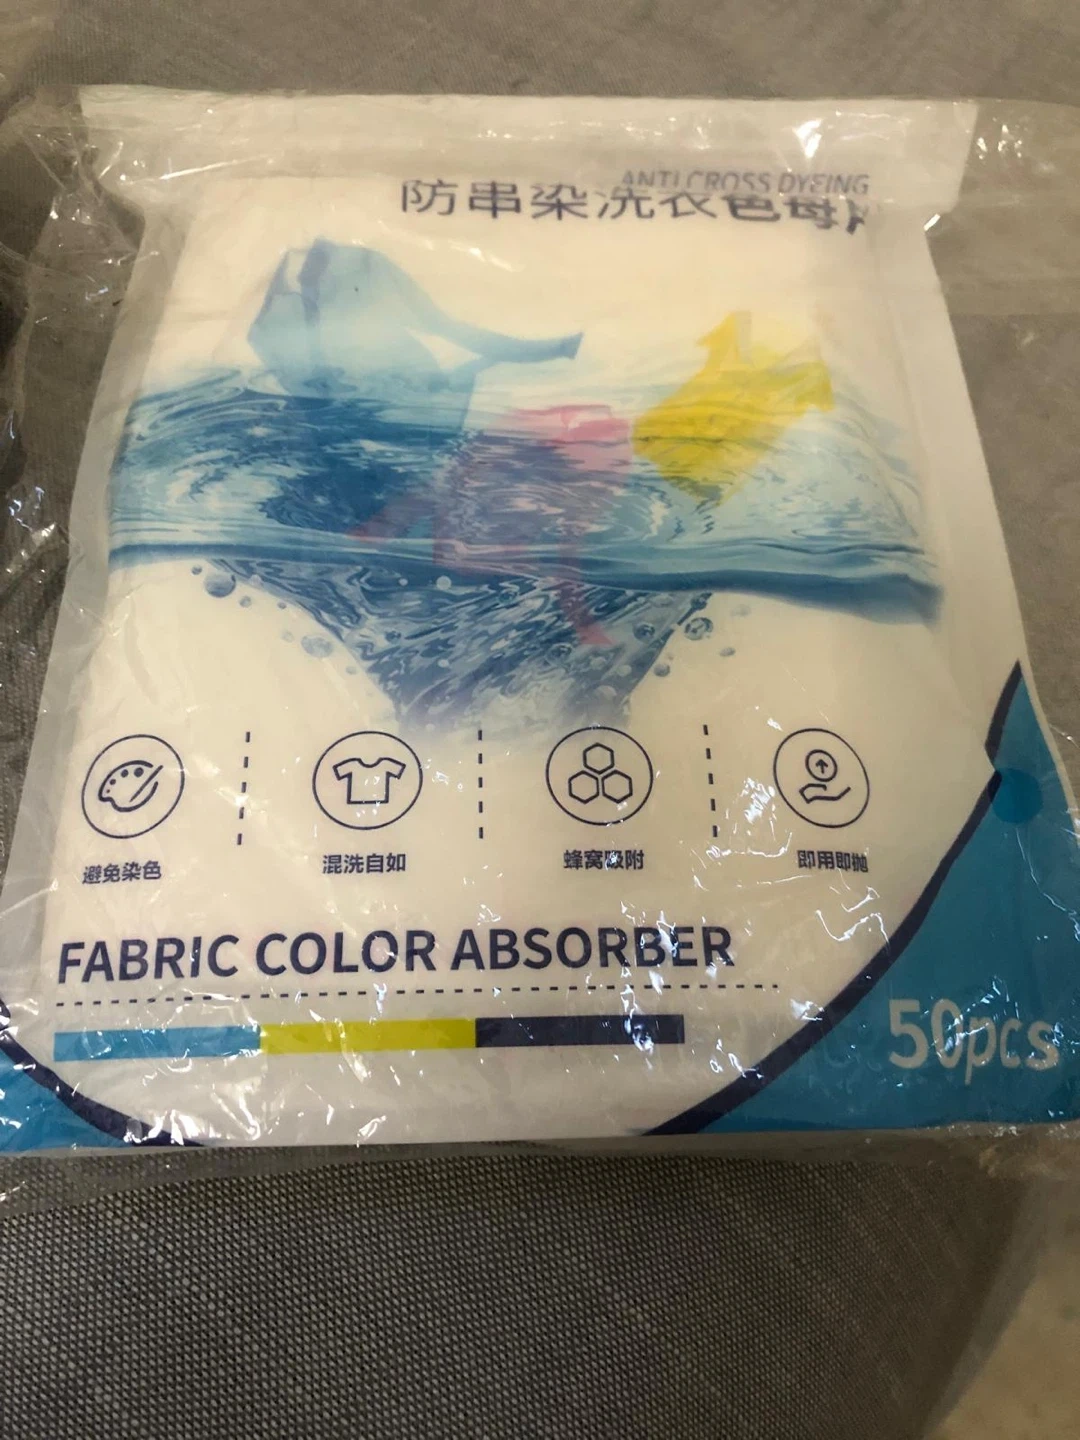 ANTI CROSS DYEING
防串染洗衣色母片
避免染色
混洗自如
蜂窝吸附
即用即抛
FABRIC COLOR ABSORBER
50pcs